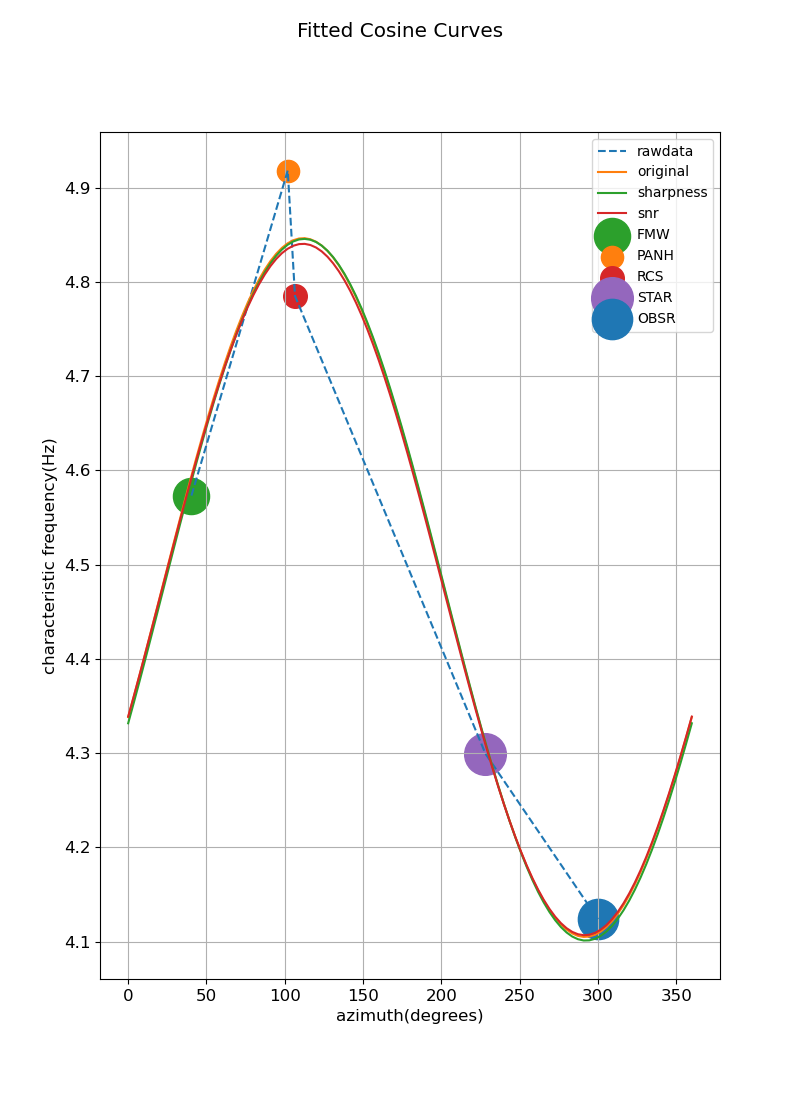 Fitted Cosine Curves
rawdata
original
sharpness
snr
FMW
PANH
RCS
STAR
OBSR
4.9
4.8
4.7
4.6
4.5
4.4
4.3
4.2
4.1
characteristic frequency(Hz)
0 50 100 150 200 250 300 350
azimuth(degrees)